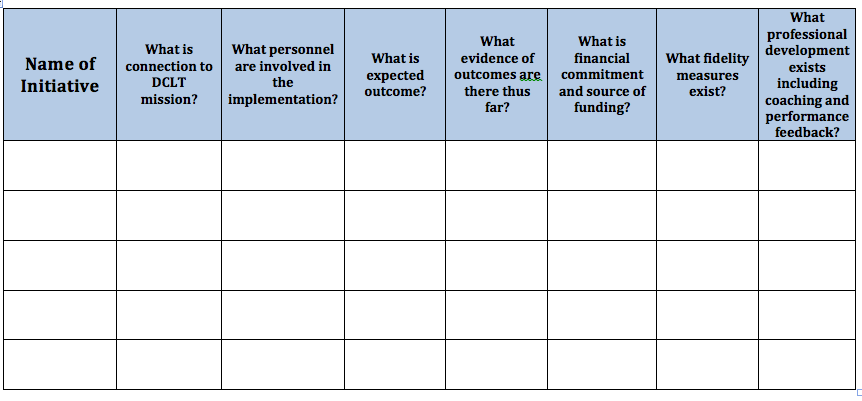 Name of
Initiative
What is
connection to
DCLT
mission?
What personnel
are involved in
the
implementation?
What is
expected
outcome?
What
evidence of
outcomes are
there thus
far?
What is
financial
commitment
and source of
funding?
What fidelity
measures
exist?
What
professional
development
exists
including
coaching and
performance
feedback?